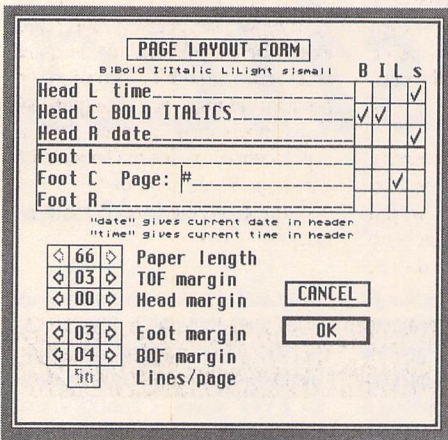 PAGE LAYOUT FORM
B:Bold I:Italic L:Light s:small B I L s
Head L time
Head C BOLD ITALICS
Head R date
Foot L
Foot C Page: #
Foot R
"date" gives current date in header
"time" gives current time in header
66 Paper length
03 TOF margin
00 Head margin
CANCEL
03 Foot margin
OK
04 BOF margin
56 Lines/page